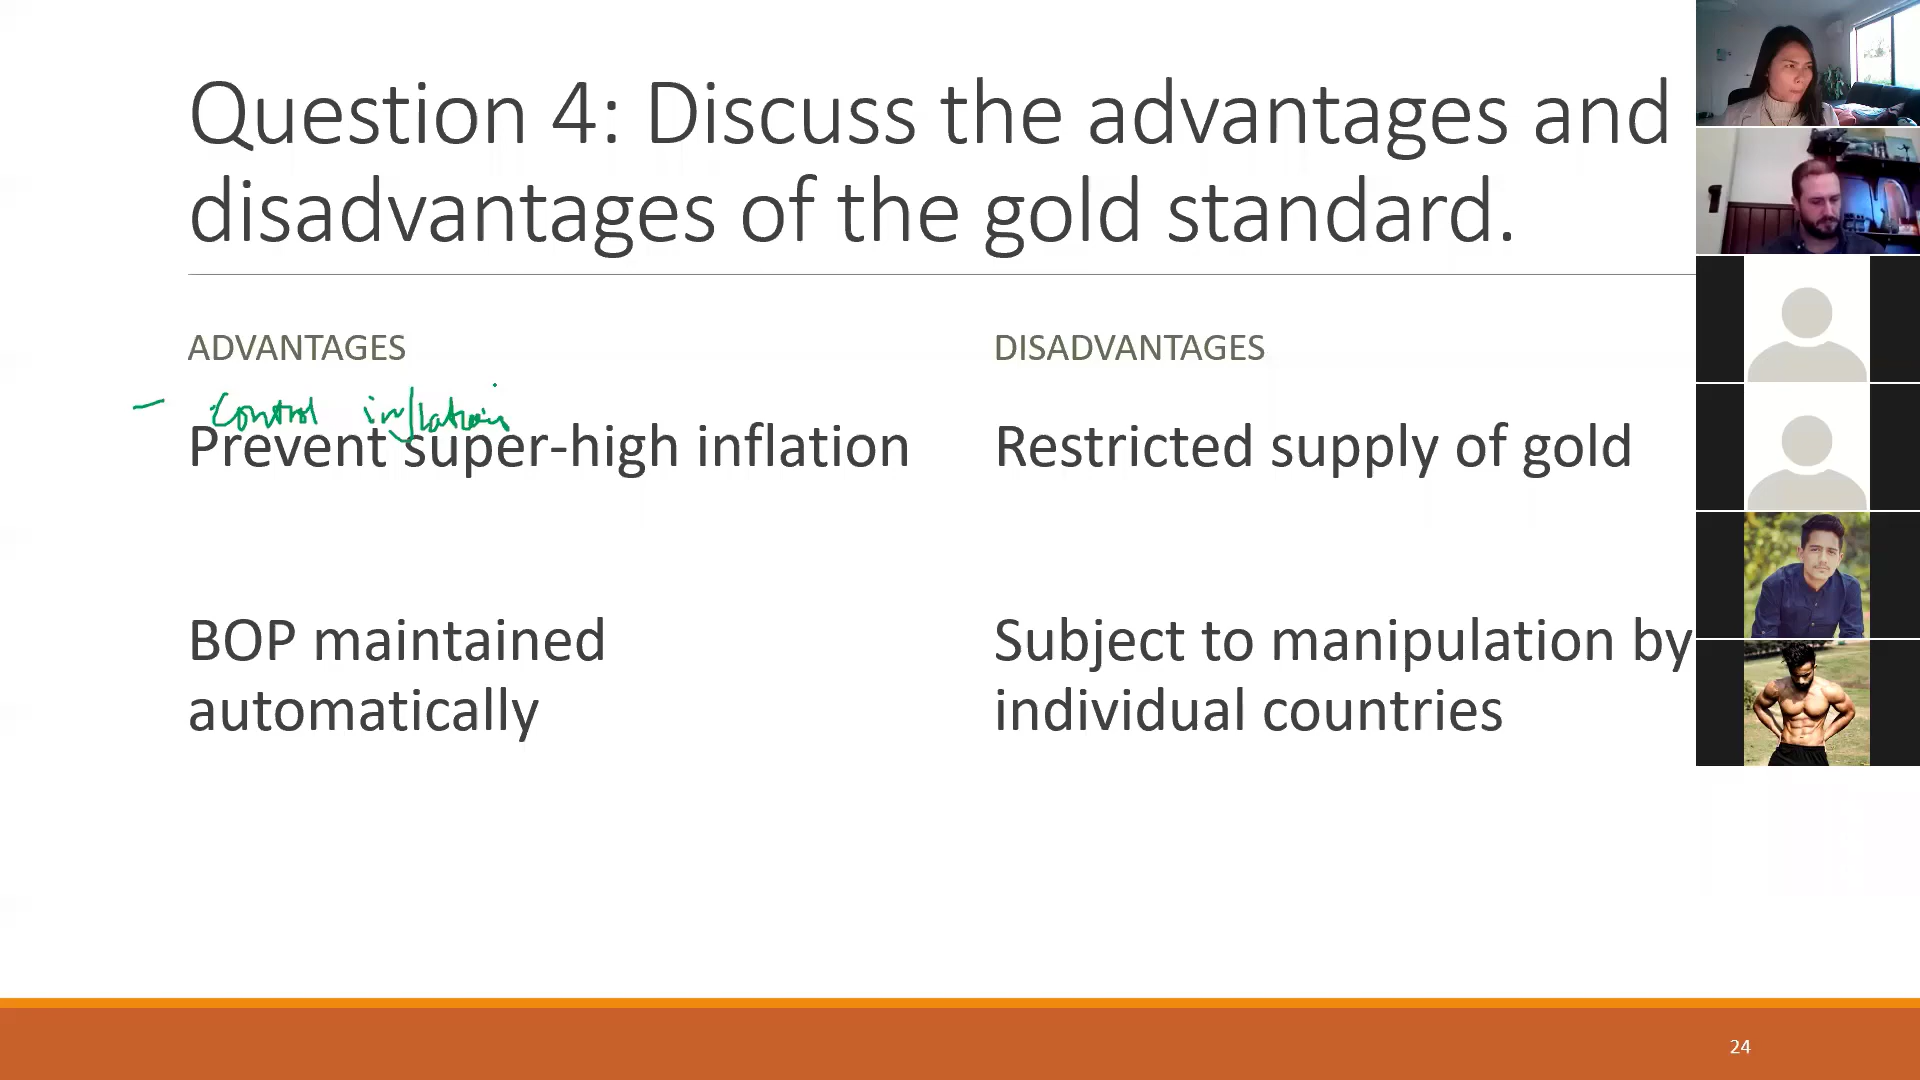 Question 4: Discuss the advantages and
disadvantages of the gold standard.
ADVANTAGES
- Control inflation
Prevent super-high inflation
BOP maintained
automatically
DISADVANTAGES
Restricted supply of gold
Subject to manipulation by
individual countries
24